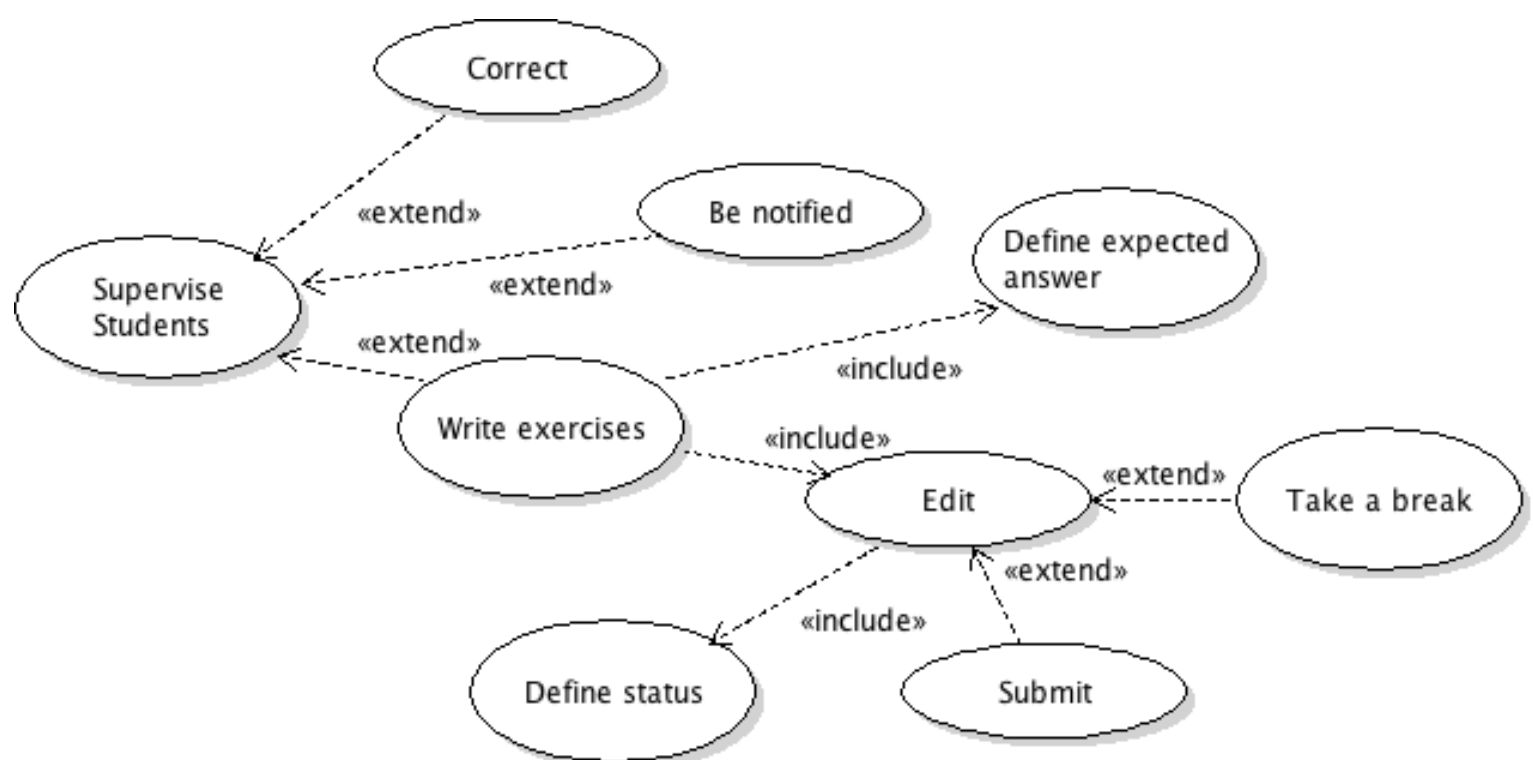 Correct
«extend»
Be notified
Define expected
answer
Supervise
Students
«extend»
«extend»
«include»
Write exercises
«include»
«extend»
Edit
Take a break
«extend»
«include»
Define status
Submit